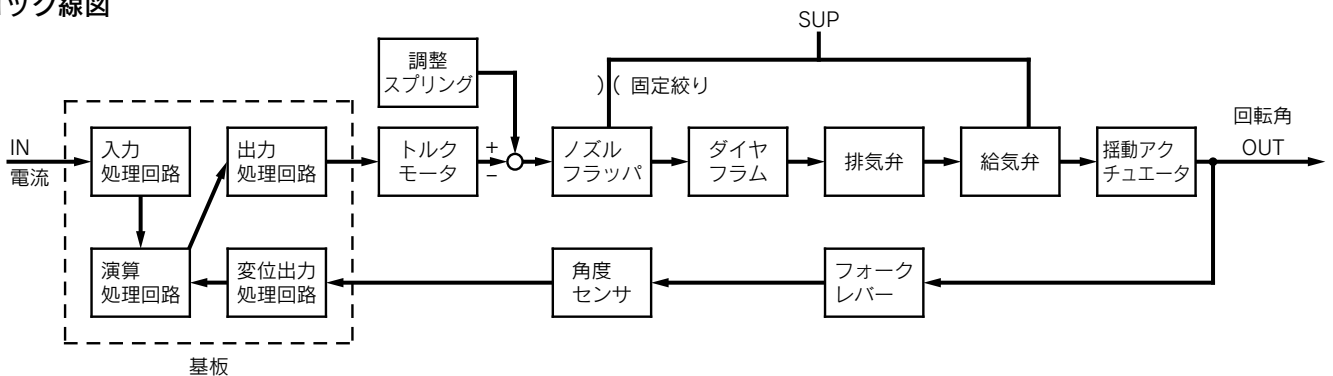 ロック線図
SUP
調整
スプリング
)( 固定絞り
回転角
OUT
IN
電流
入力
処理回路
出力
処理回路
トルク
モータ
+
−
ノズル
フラッパ
ダイヤ
フラム
排気弁
給気弁
揺動アク
チュエータ
演算
処理回路
変位出力
処理回路
角度
センサ
フォーク
レバー
基板